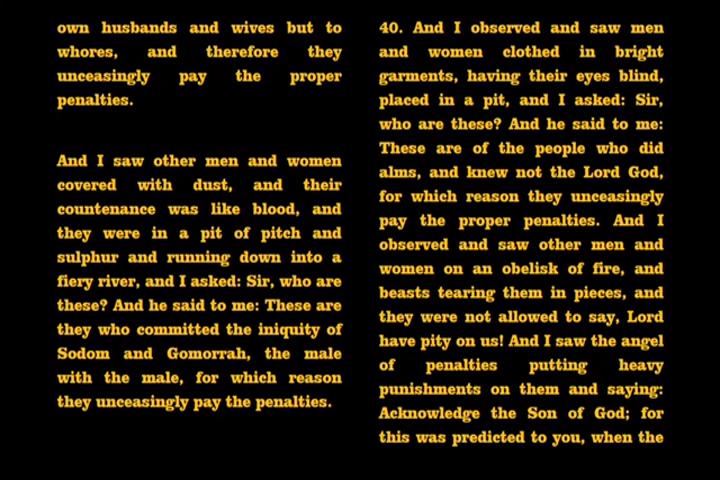 own husbands and wives but to
whores, and therefore they
unceasingly pay the proper
penalties.
And I saw other men and women
covered with dust, and their
countenance was like blood, and
they were in a pit of pitch and
sulphur and running down into a
fiery river, and I asked: Sir, who are
these? And he said to me: These are
they who committed the iniquity of
Sodom and Gomorrah, the male
with the male, for which reason
they unceasingly pay the penalties.
40. And I observed and saw men
and women clothed in bright
garments, having their eyes blind,
placed in a pit, and I asked: Sir,
who are these? And he said to me:
These are of the people who did
alms, and knew not the Lord God,
for which reason they unceasingly
pay the proper penalties. And I
observed and saw other men and
women on an obelisk of fire, and
beasts tearing them in pieces, and
they were not allowed to say, Lord
have pity on us! And I saw the angel
of penalties putting heavy
punishments on them and saying:
Acknowledge the Son of God; for
this was predicted to you, when the